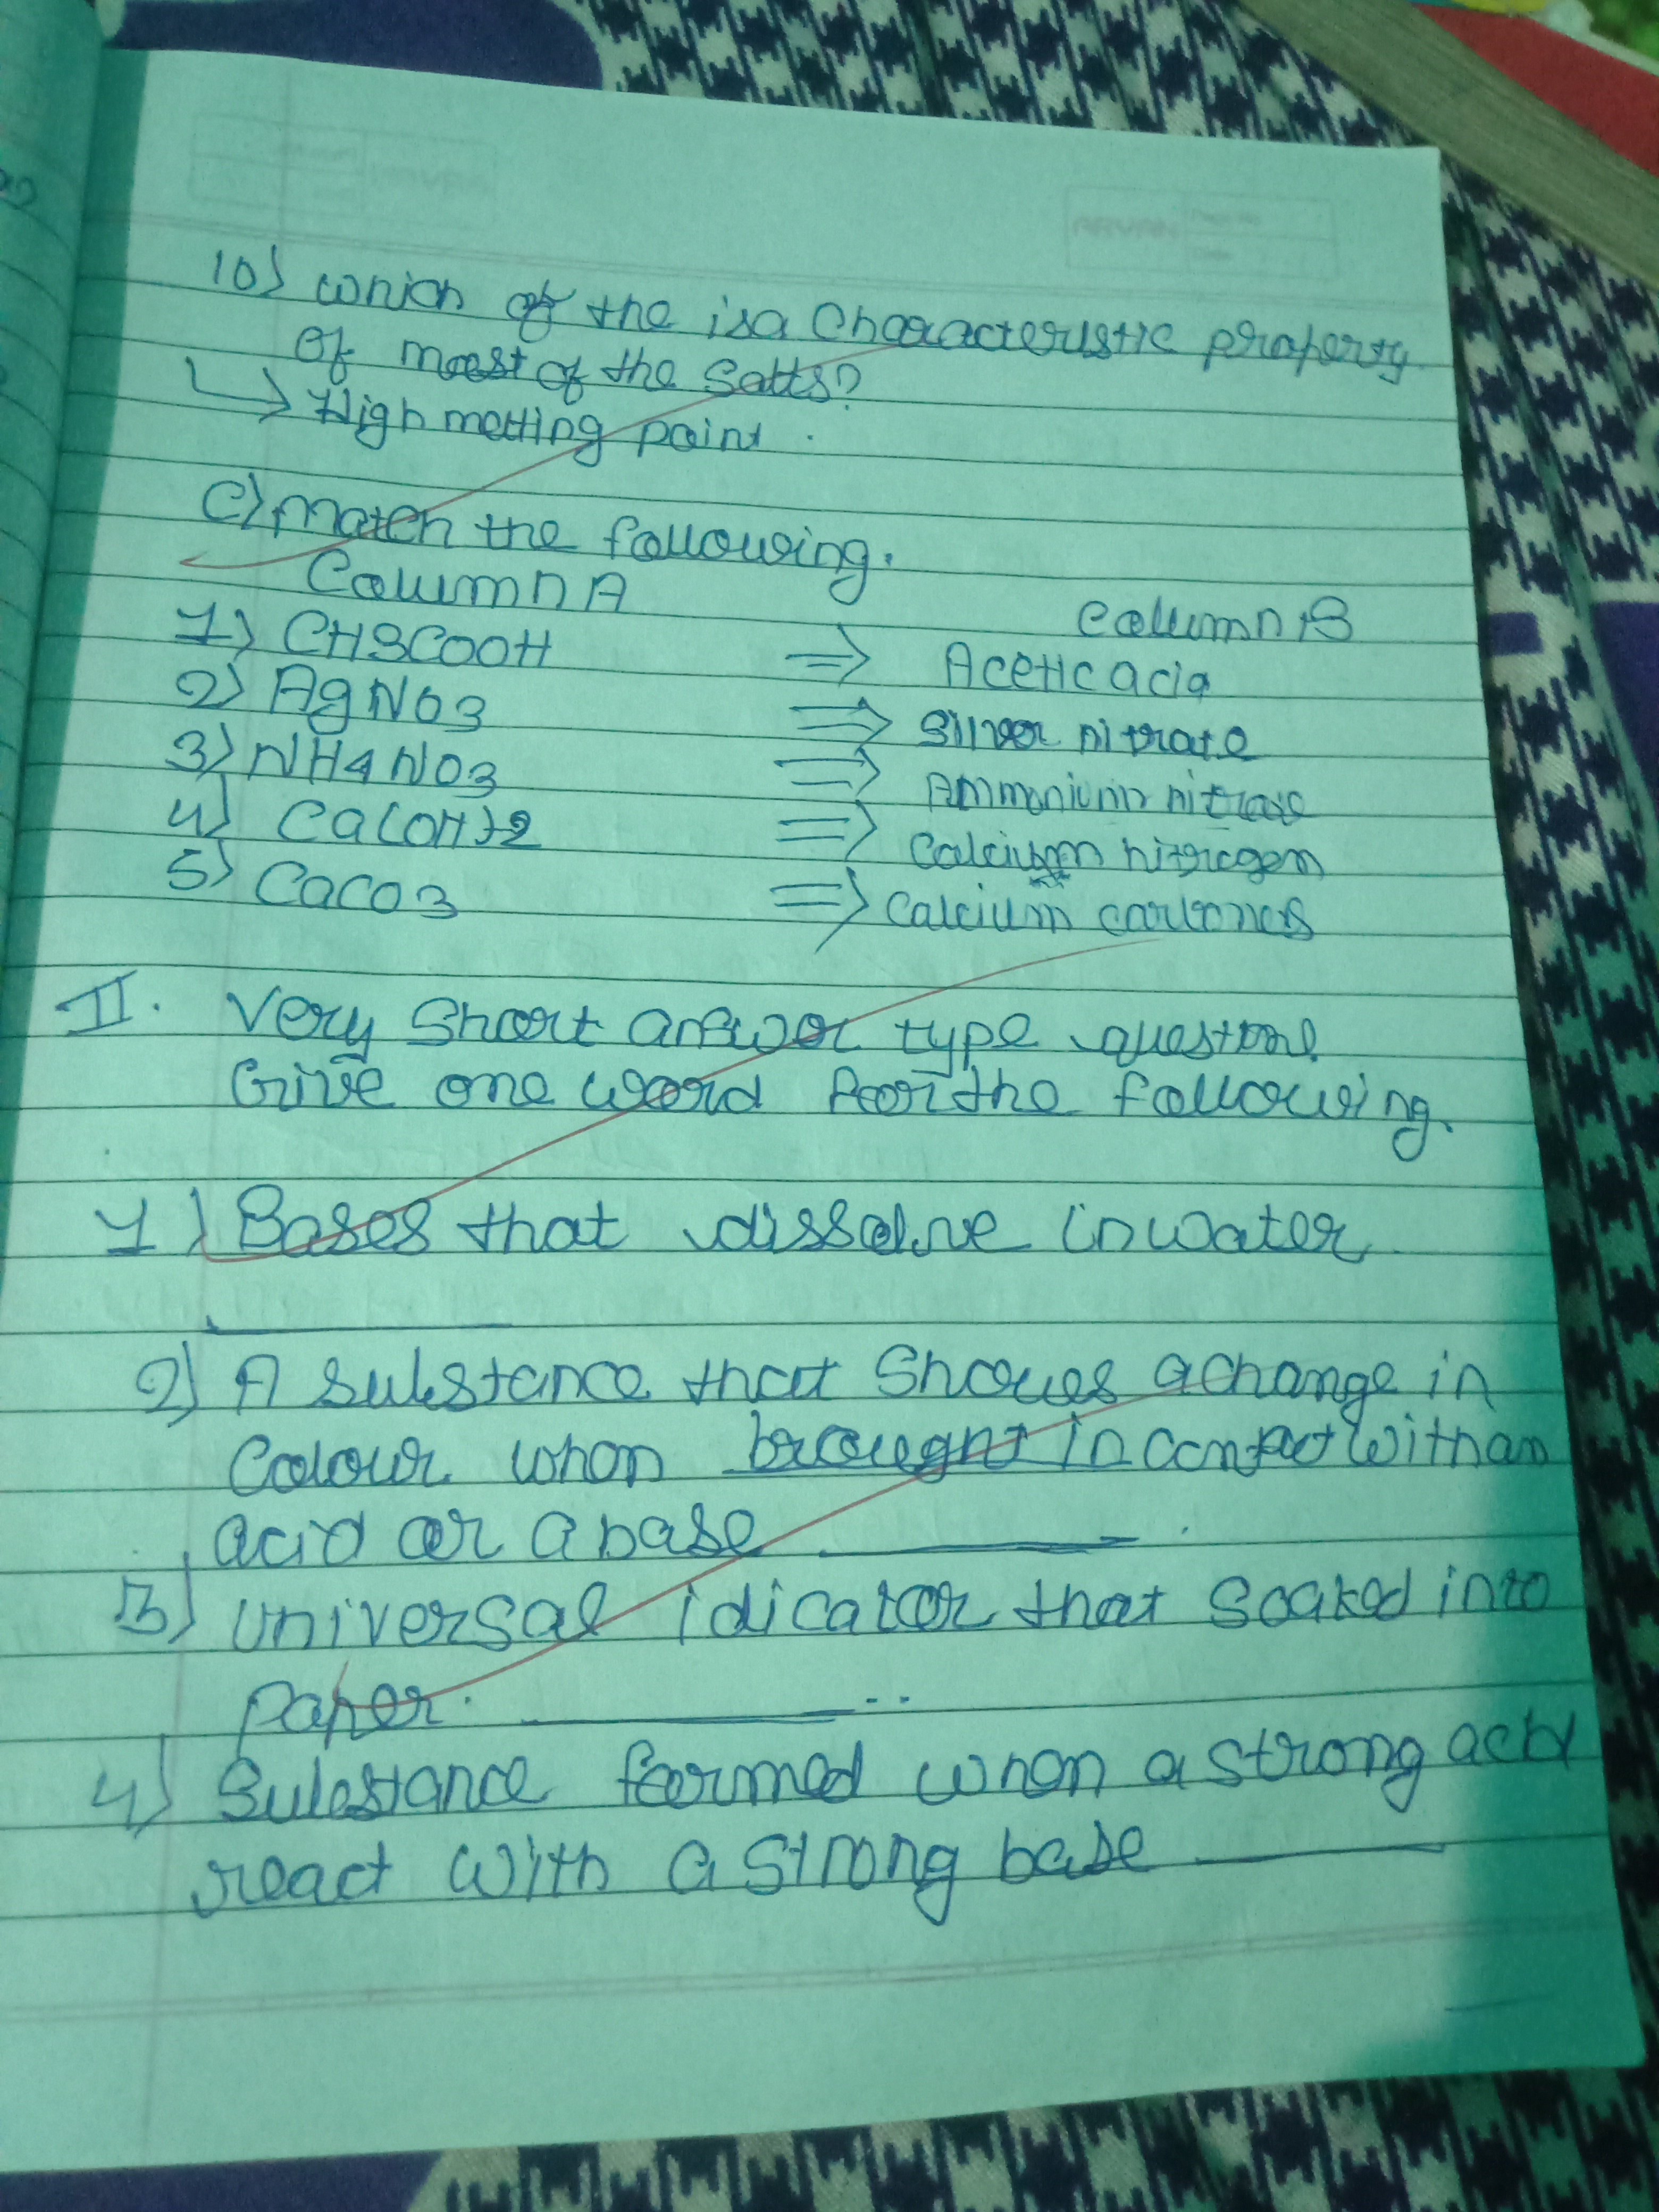 10) which of the is a characteristic property
of most of the salts?
↳ High melting point.
C) Match the following.
Column A
Column B
1) CH3COOH ⇒ Acetic acid
2) AgNO3 ⇒ Silver nitrate
3) NH4NO3 ⇒ Ammonium nitrate
4) Ca(OH)2 ⇒ Calcium nitrogen
5) CaCO3 ⇒ Calcium
II. Very Short answer type question.
Give one word for the following.
1) Bases that dissolve in water
2) A substance that shows a change in
colour when brought in contact with an
acid or a base ______.
3) universal idicator that soaked into
paper. ______..
4) Substance formed when a strong acid
react with a strong base ______